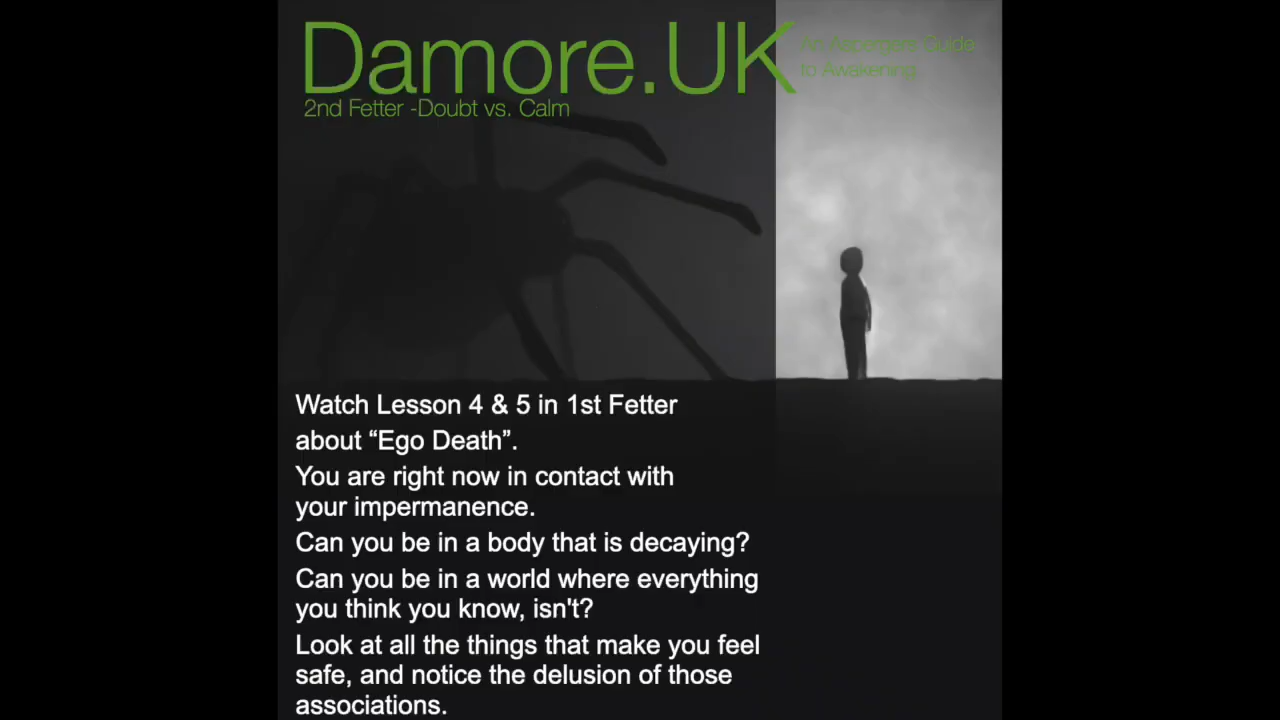 Damore.UK
An Aspergers Guide
to Awakening
2nd Fetter -Doubt vs. Calm
Watch Lesson 4 & 5 in 1st Fetter
about “Ego Death”.
You are right now in contact with
your impermanence.
Can you be in a body that is decaying?
Can you be in a world where everything
you think you know, isn't?
Look at all the things that make you feel
safe, and notice the delusion of those
associations.